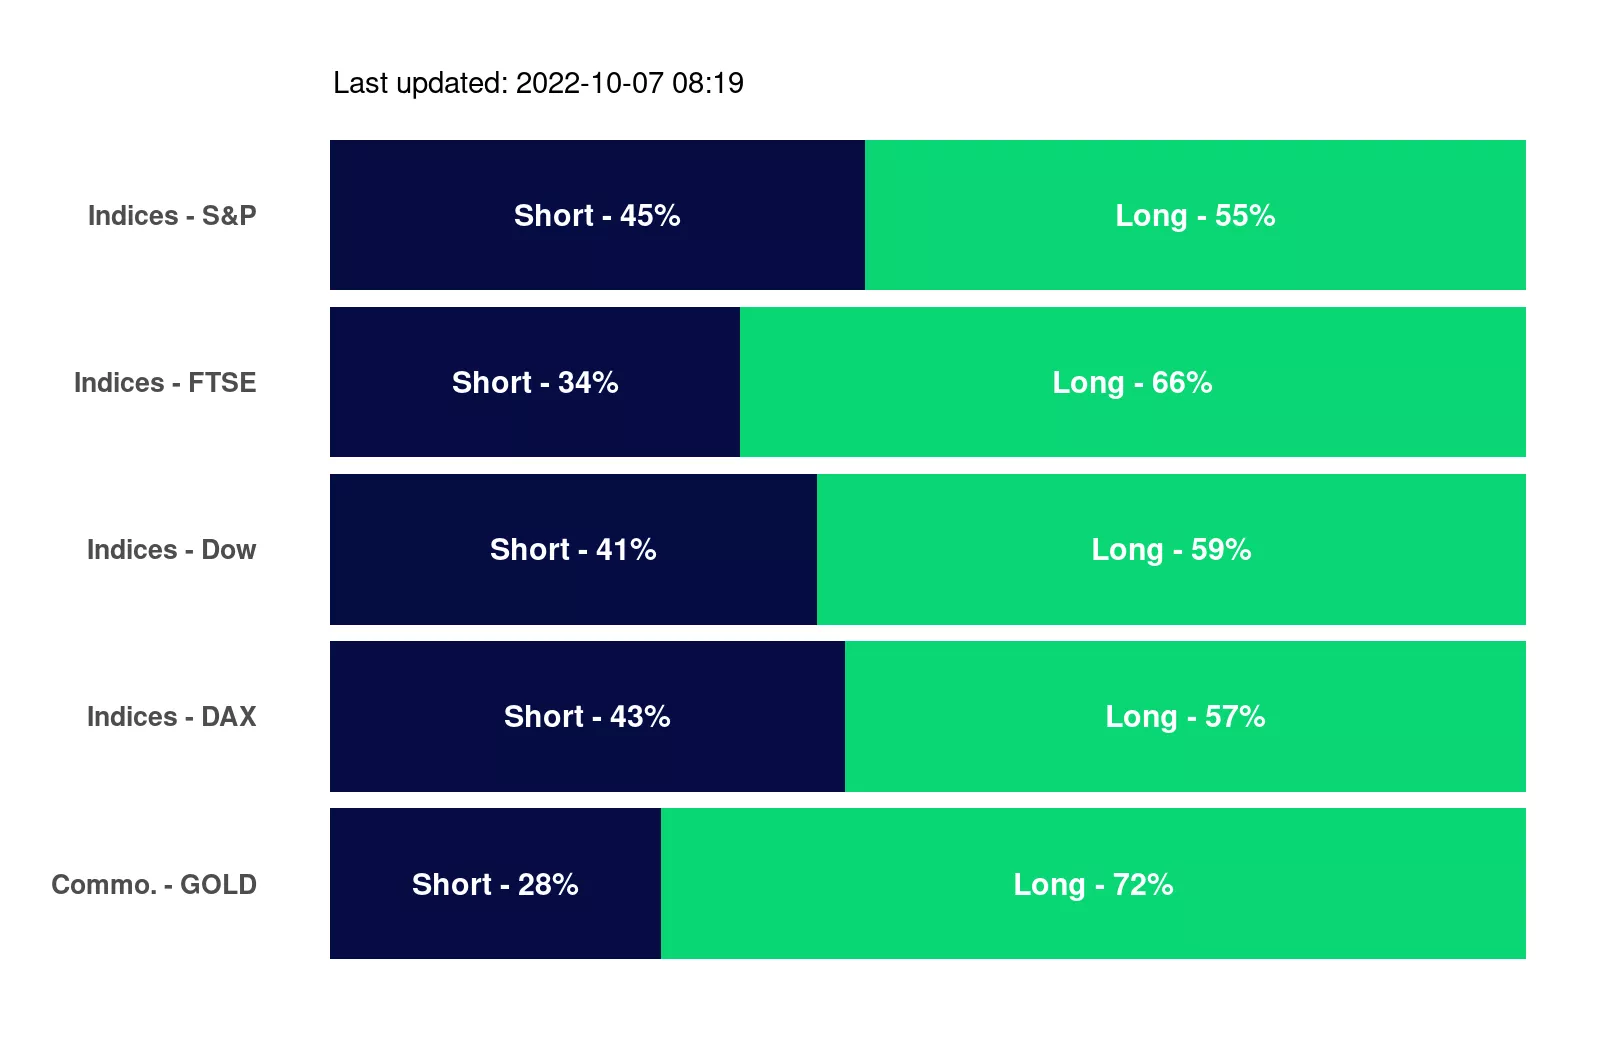 Last updated: 2022-10-07 08:19
Indices - S&P Short - 45% Long - 55%
Indices - FTSE Short - 34% Long - 66%
Indices - Dow Short - 41% Long - 59%
Indices - DAX Short - 43% Long - 57%
Commo. - GOLD Short - 28% Long - 72%